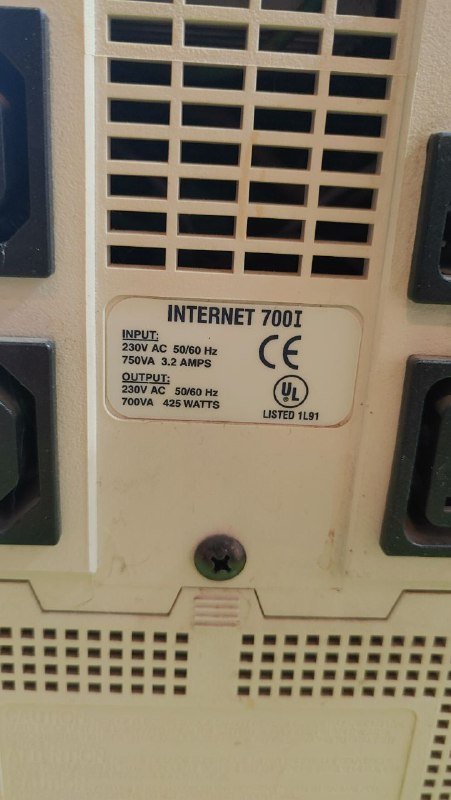 INTERNET 700I
INPUT:
230V AC 50/60 Hz
750VA 3.2 AMPS
CE
OUTPUT:
230V AC 50/60 Hz
700VA 425 WATTS
UL
®
LISTED 1L91